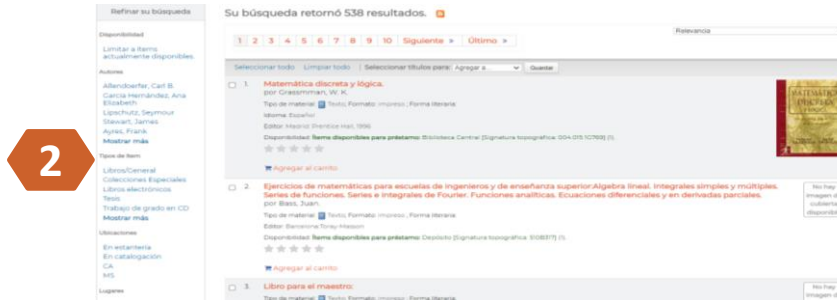 Refinar su búsqueda
Disponibilidad
Limitar a ítems
actualmente disponibles.
Autores
Allendoerfer, Carl B.
García Hernández, Ana
Elizabeth
Lipschutz, Seymour
Stewart, James
Ayres, Frank
Mostrar más
Tipos de ítem
Libros/General
Colecciones Especiales
Libros electrónicos
Tesis
Trabajo de grado en CD
Mostrar más
Ubicaciones
En estantería
En catalogación
CA
MS
Lugares
2
Su búsqueda retornó 538 resultados.
Relevancia
1 2 3 4 5 6 7 8 9 10 Siguiente » Último »
Seleccionar todo Limpiar todo | Seleccionar títulos para: Agregar a... Guardar
1. Matemática discreta y lógica.
por Grassmman, W. K.
Tipo de material: Texto; Formato: impreso ; Forma literaria:
Idioma: Español
Editor: Madrid: Prentice Hall, 1996
Disponibilidad: Ítems disponibles para préstamo: Biblioteca Central
Agregar al carrito
2. Ejercicios de matemáticas para escuelas de ingenieros y de enseñanza superior:Algebra lineal. Integrales simples y múltiples.
Series de funciones. Series e integrales de Fourier. Funciones analíticas. Ecuaciones diferenciales y en derivadas parciales.
por Bass, Juan.
Tipo de material: Texto; Formato: impreso ; Forma literaria:
Editor: Barcelona: Toray-Masson
Disponibilidad: Ítems disponibles para préstamo: Depósito
No hay
imagen d
cubierta
disponibl
Agregar al carrito
3. Libro para el maestro:
Tipo de material: Texto; Formato: impreso ; Forma literaria:
No hay
imagen d